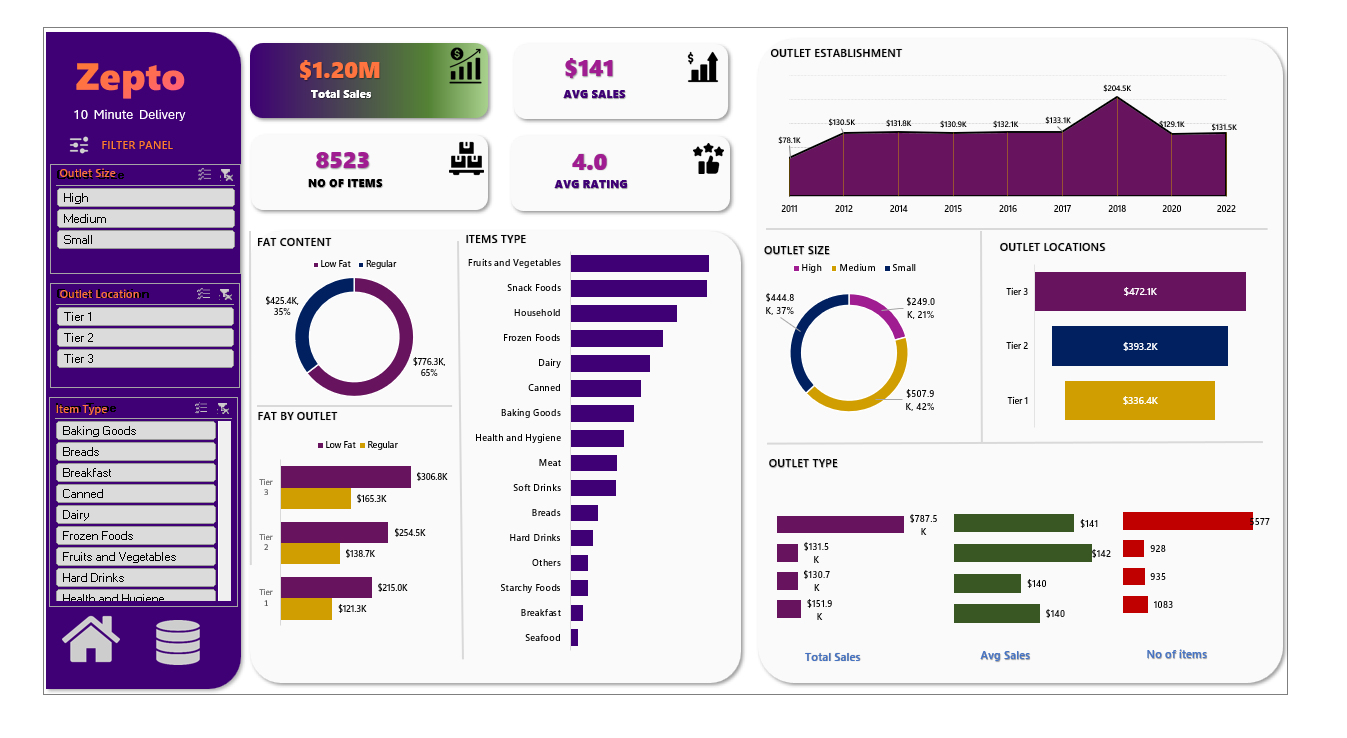 Zepto
10 Minute Delivery
FILTER PANEL
Outlet Size
High
Medium
Small
Outlet Location
Tier 1
Tier 2
Tier 3
Item Type
Baking Goods
Breads
Breakfast
Canned
Dairy
Frozen Foods
Fruits and Vegetables
Hard Drinks
Health and Hygiene
$1.20M
Total Sales
$141
AVG SALES
8523
NO OF ITEMS
4.0
AVG RATING
FAT CONTENT
Low Fat Regular
$425.4K,
35%
$776.3K,
65%
FAT BY OUTLET
Low Fat Regular
Tier
3
$306.8K
$165.3K
Tier
2
$254.5K
$138.7K
Tier
1
$215.0K
$121.3K
ITEMS TYPE
Fruits and Vegetables
Snack Foods
Household
Frozen Foods
Dairy
Canned
Baking Goods
Health and Hygiene
Meat
Soft Drinks
Breads
Hard Drinks
Others
Starchy Foods
Breakfast
Seafood
OUTLET ESTABLISHMENT
$78.1K $130.5K $131.8K $130.9K $132.1K $133.1K $204.5K $129.1K $131.5K
2011 2012 2014 2015 2016 2017 2018 2020 2022
OUTLET SIZE
High Medium Small
$444.8
K, 37%
$249.0
K, 21%
$507.9
K, 42%
OUTLET LOCATIONS
Tier 3 $472.1K
Tier 2 $393.2K
Tier 1 $336.4K
OUTLET TYPE
$787.5
K
$131.5
K
$130.7
K
$151.9
K
Total Sales
$141
$142
$140
$140
Avg Sales
5577
928
935
1083
No of items